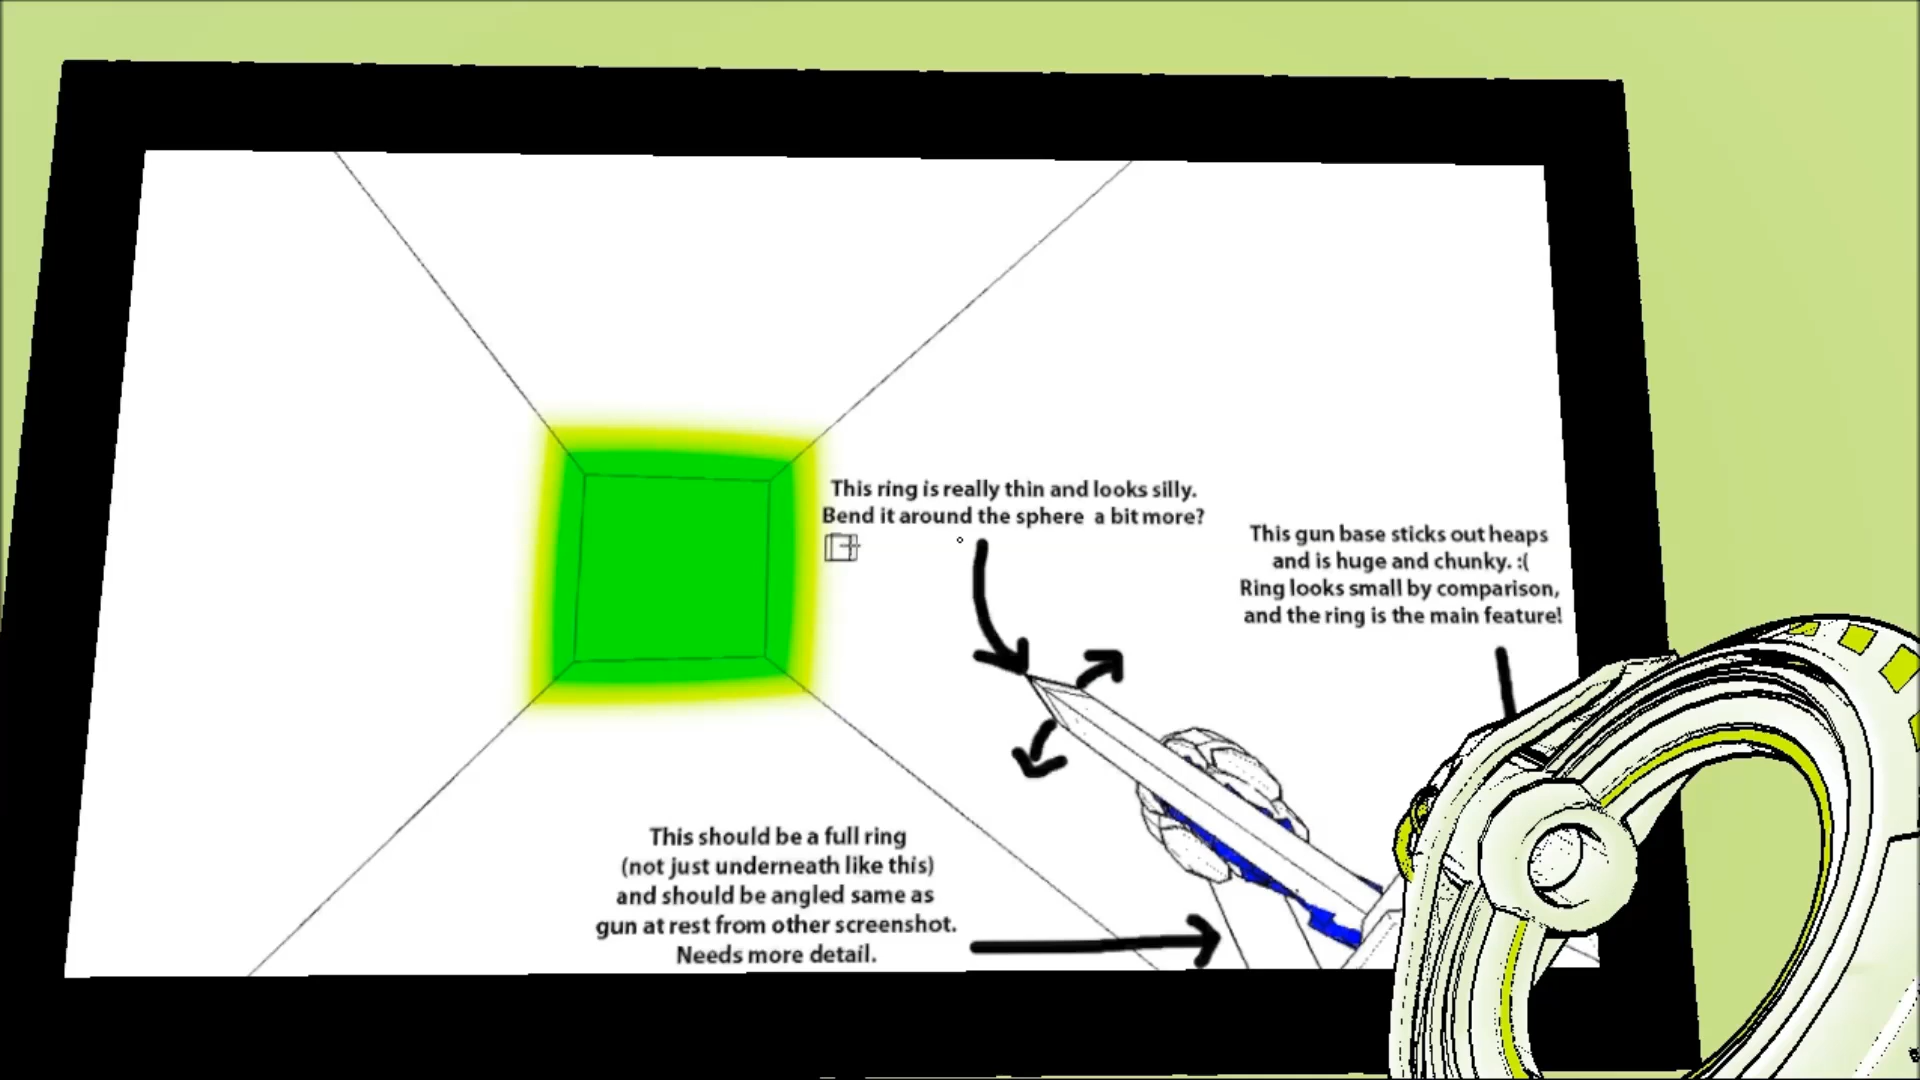 This ring is really thin and looks silly.
Bend it around the sphere a bit more?
This gun base sticks out heaps
and is huge and chunky. :(
Ring looks small by comparison,
and the ring is the main feature!
This should be a full ring
(not just underneath like this)
and should be angled same as
gun at rest from other screenshot.
Needs more detail.